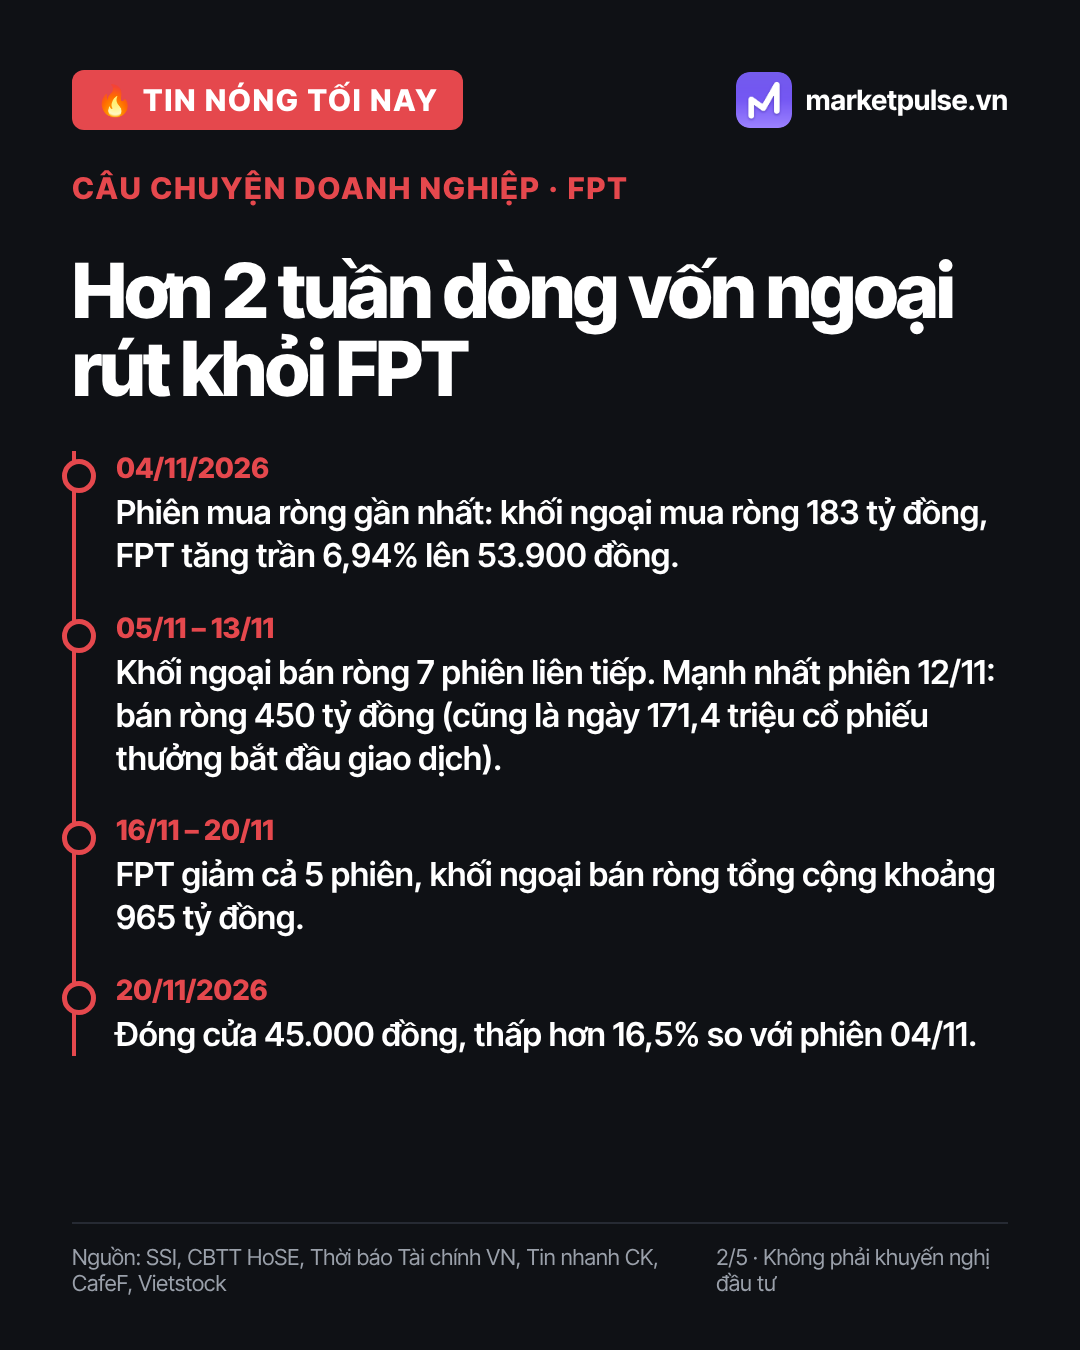 🔥 TIN NÓNG TỐI NAY
marketpulse.vn
CÂU CHUYỆN DOANH NGHIỆP · FPT
Hơn 2 tuần dòng vốn ngoại
rút khỏi FPT
04/11/2026
Phiên mua ròng gần nhất: khối ngoại mua ròng 183 tỷ đồng,
FPT tăng trần 6,94% lên 53.900 đồng.
05/11 – 13/11
Khối ngoại bán ròng 7 phiên liên tiếp. Mạnh nhất phiên 12/11:
bán ròng 450 tỷ đồng (cũng là ngày 171,4 triệu cổ phiếu
thưởng bắt đầu giao dịch).
16/11 – 20/11
FPT giảm cả 5 phiên, khối ngoại bán ròng tổng cộng khoảng
965 tỷ đồng.
20/11/2026
Đóng cửa 45.000 đồng, thấp hơn 16,5% so với phiên 04/11.
Nguồn: SSI, CBTT HoSE, Thời báo Tài chính VN, Tin nhanh CK,
CafeF, Vietstock
2/5 · Không phải khuyến nghị
đầu tư